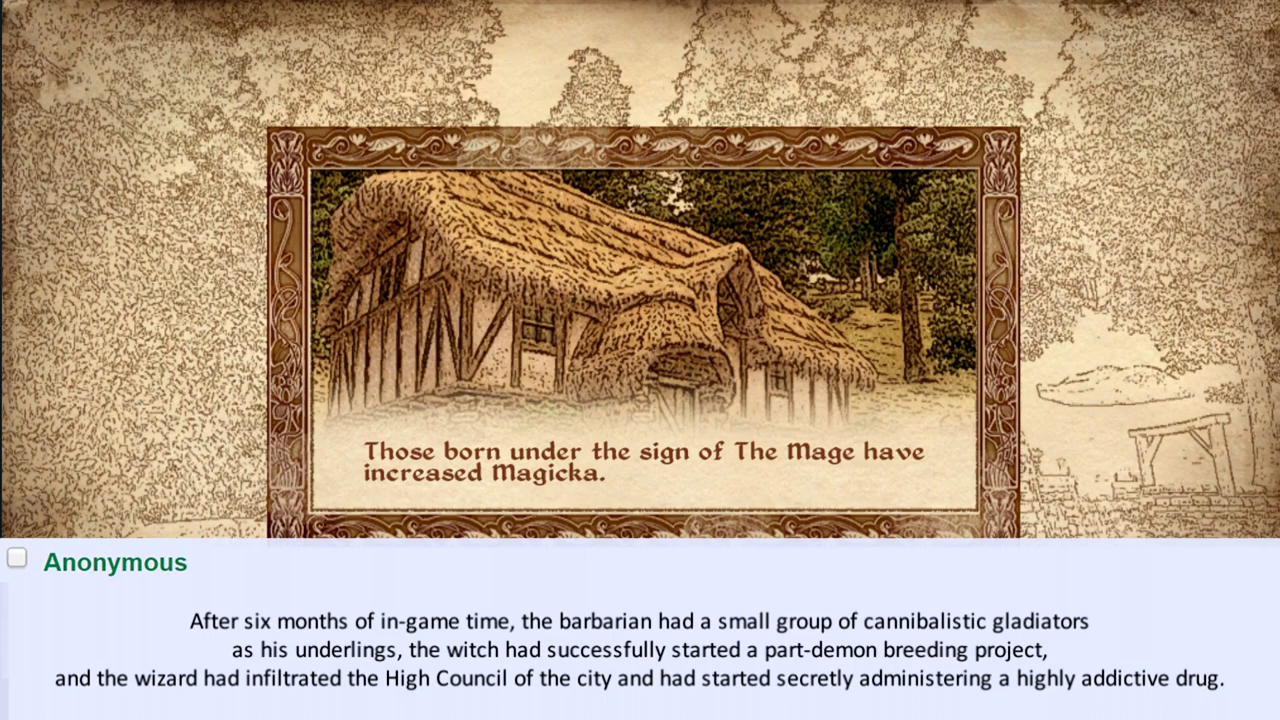 Those born under the sign of The Mage have
increased Magicka.
Anonymous
After six months of in-game time, the barbarian had a small group of cannibalistic gladiators
as his underlings, the witch had successfully started a part-demon breeding project,
and the wizard had infiltrated the High Council of the city and had started secretly administering a highly addictive drug.